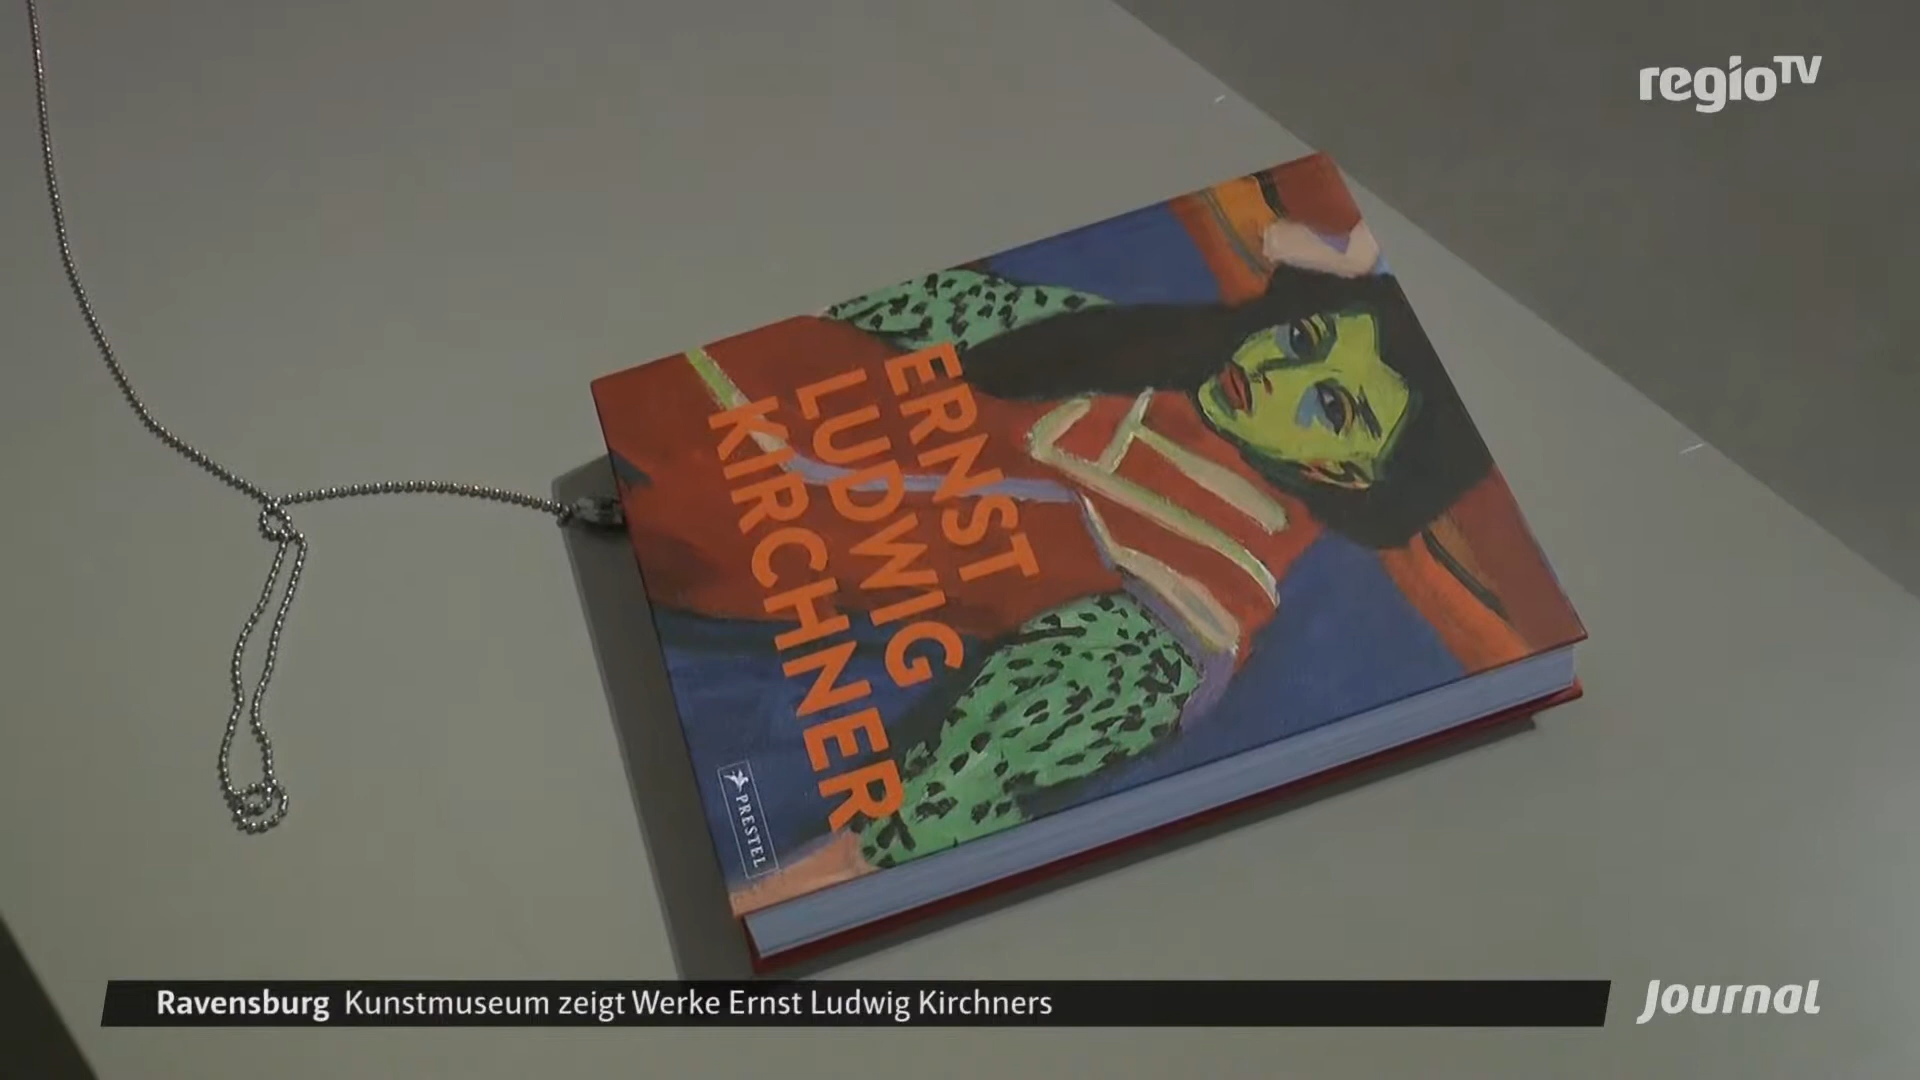 regioTV
ERNST
LUDWIG
KIRCHNER
PRESTEL
Ravensburg Kunstmuseum zeigt Werke Ernst Ludwig Kirchners
Journal